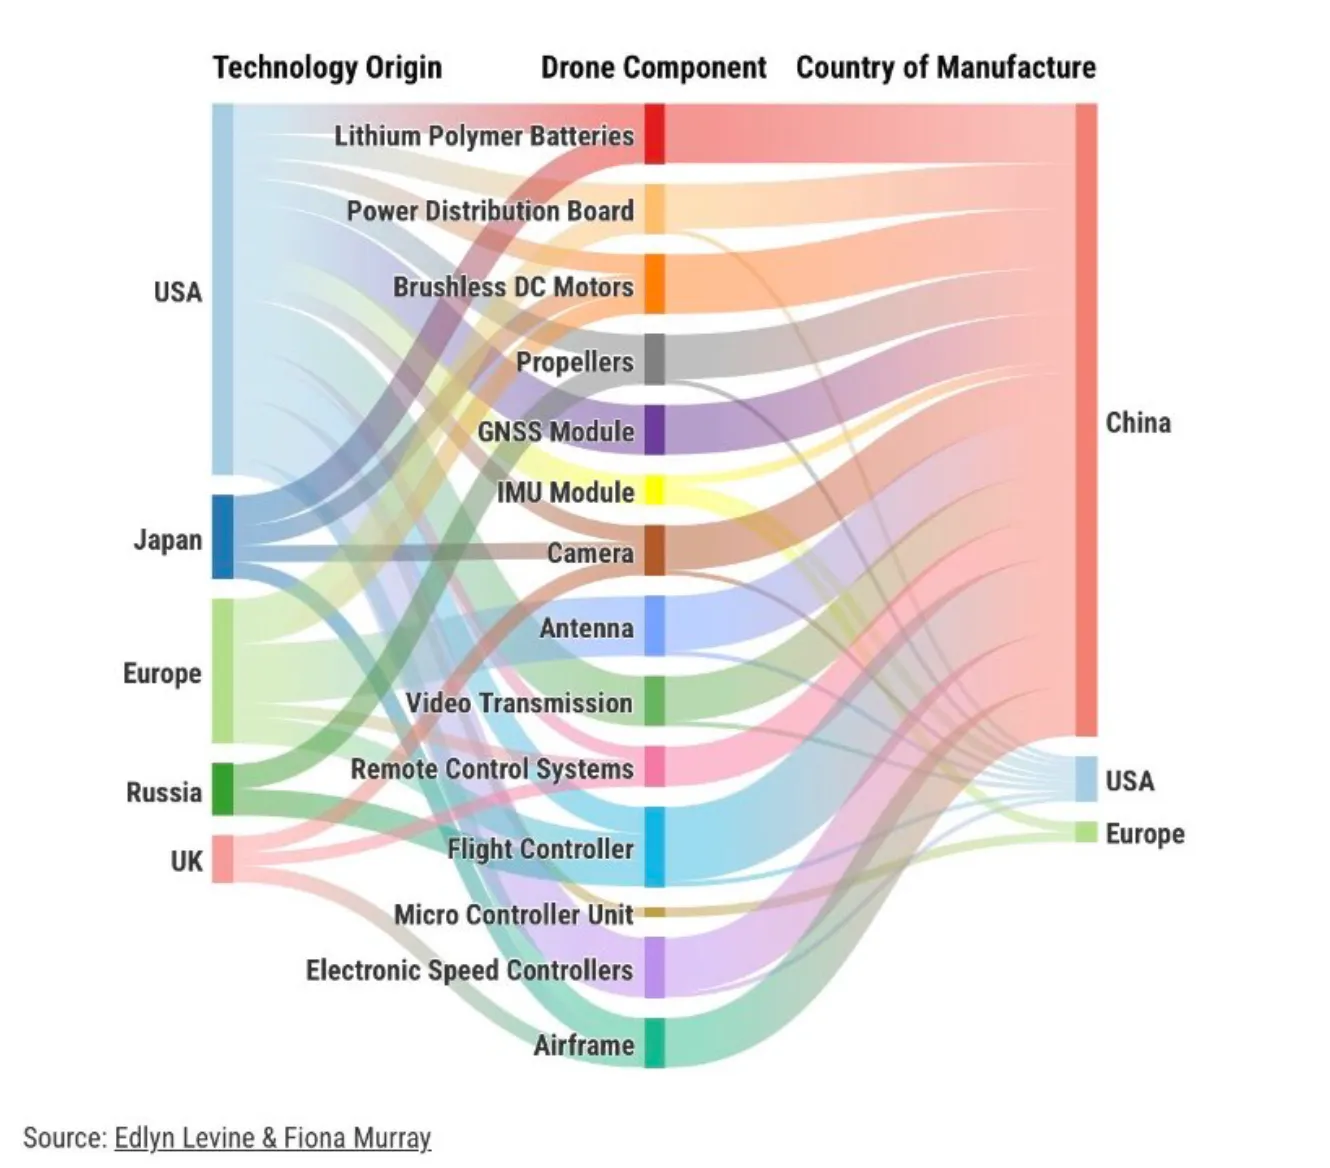 Technology Origin
Drone Component
Country of Manufacture
Lithium Polymer Batteries
Power Distribution Board
USA
Brushless DC Motors
Propellers
China
GNSS Module
IMU Module
Japan
Camera
Antenna
Europe
Video Transmission
Remote Control Systems
USA
Russia
Europe
Flight Controller
UK
Micro Controller Unit
Electronic Speed Controllers
Airframe
Source: Edlyn Levine & Fiona Murray